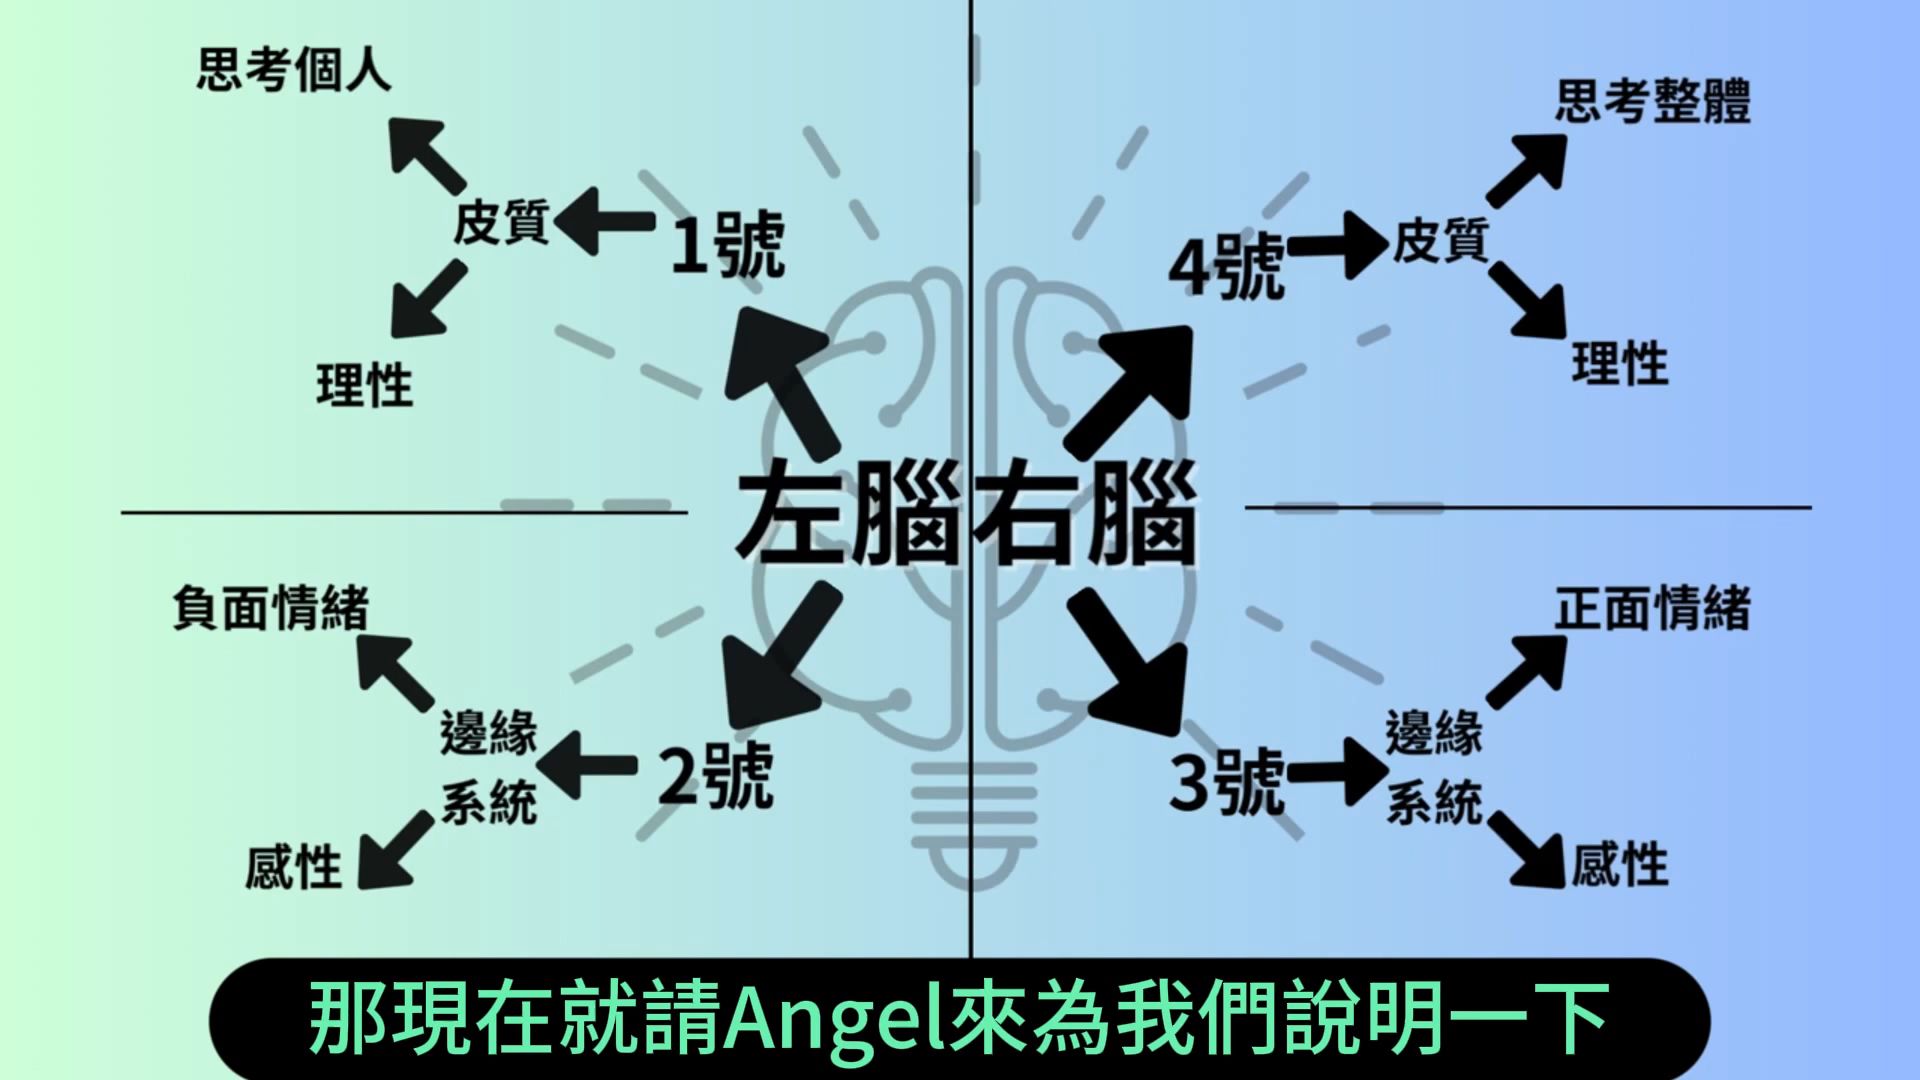 思考個人
皮質
1號
理性
思考整體
4號
皮質
理性
左腦
右腦
負面情緒
邊緣
系統
2號
感性
正面情緒
3號
邊緣
系統
感性
那現在就請Angel來為我們說明一下